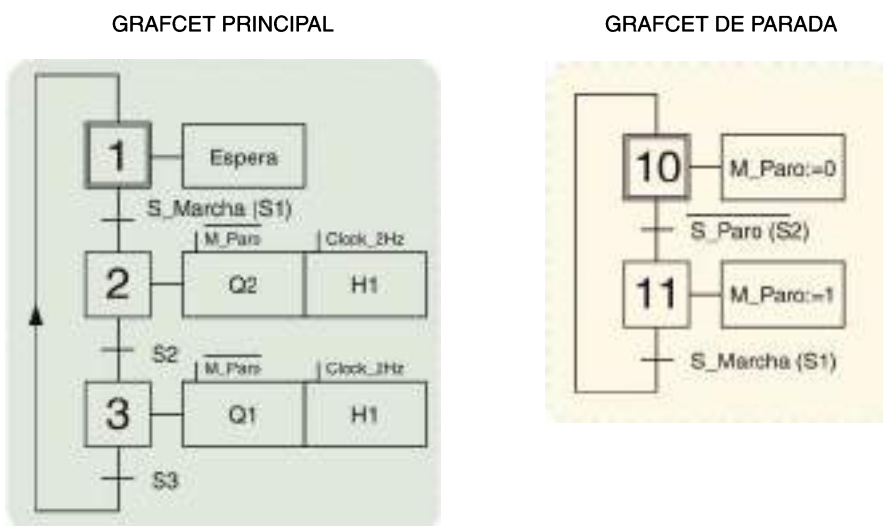 GRAFCET PRINCIPAL
1
Espera
S_Marcha (S1)
M_Paro
Clock_2Hz
2
Q2
H1
S2
M_Paro
Clock_2Hz
3
Q1
H1
S3
GRAFCET DE PARADA
10
M_Paro:=0
S_Paro (S2)
11
M_Paro:=1
S_Marcha (S1)